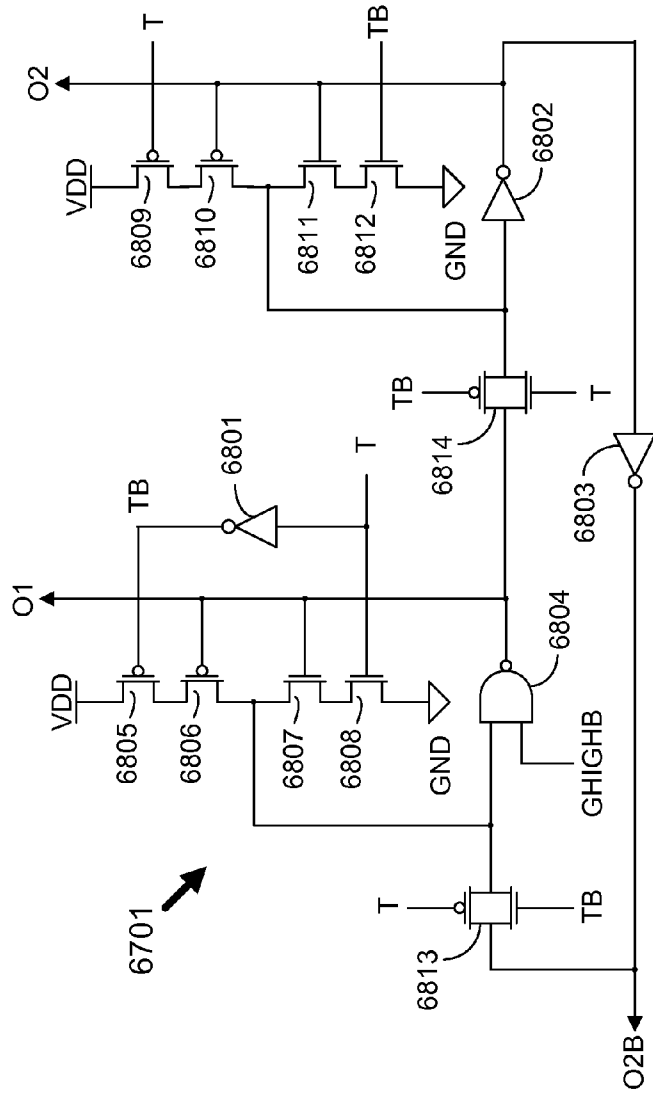 6701
O1
O2
VDD
VDD
TB
T
6805
6801
6809
6806
6810
T
6807
6811
TB
6808
6812
GND
GND
T
TB
6813
6804
6814
6802
TB
GHIGHB
T
6803
O2B